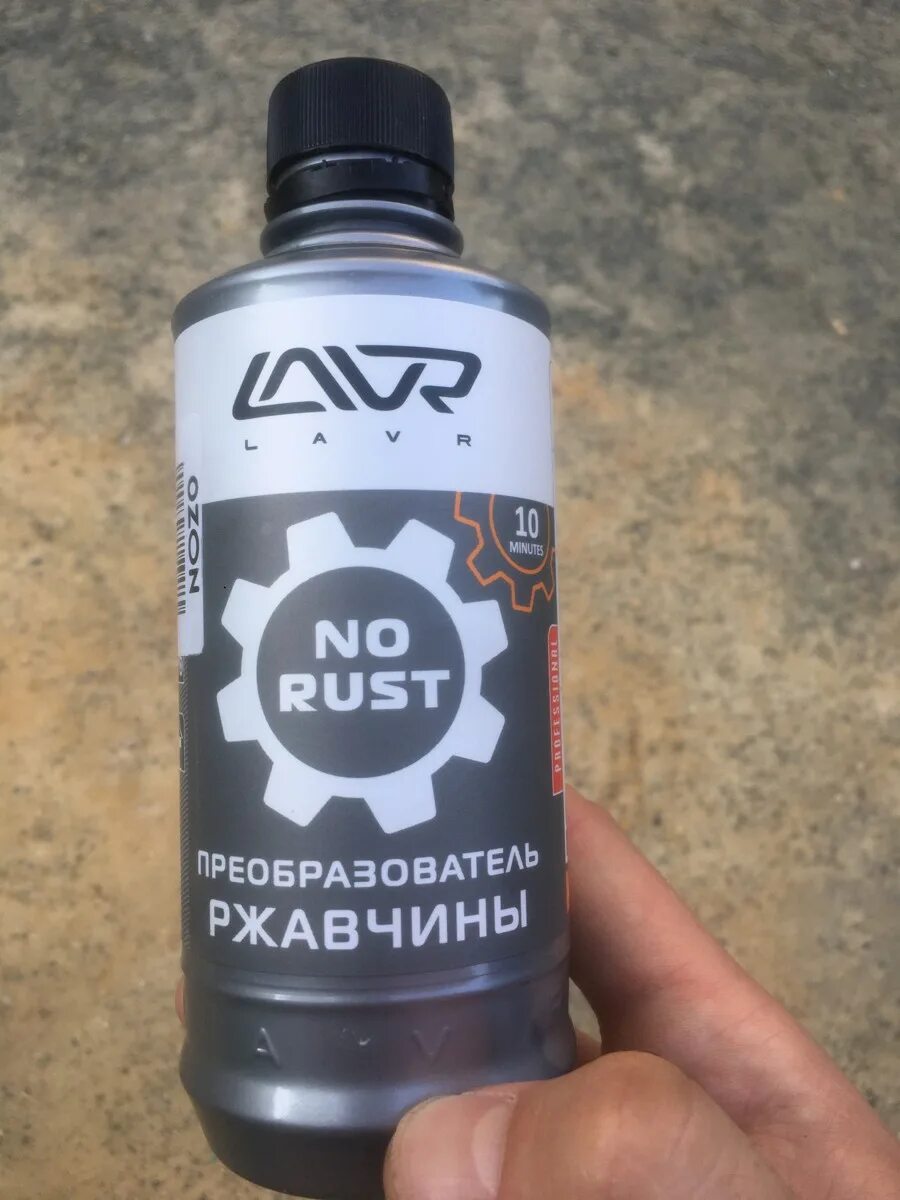 LAVR
LAVR
OZON
10
MINUTES
NO
RUST
PROFESSIONAL
ПРЕОБРАЗОВАТЕЛЬ
РЖАВЧИНЫ